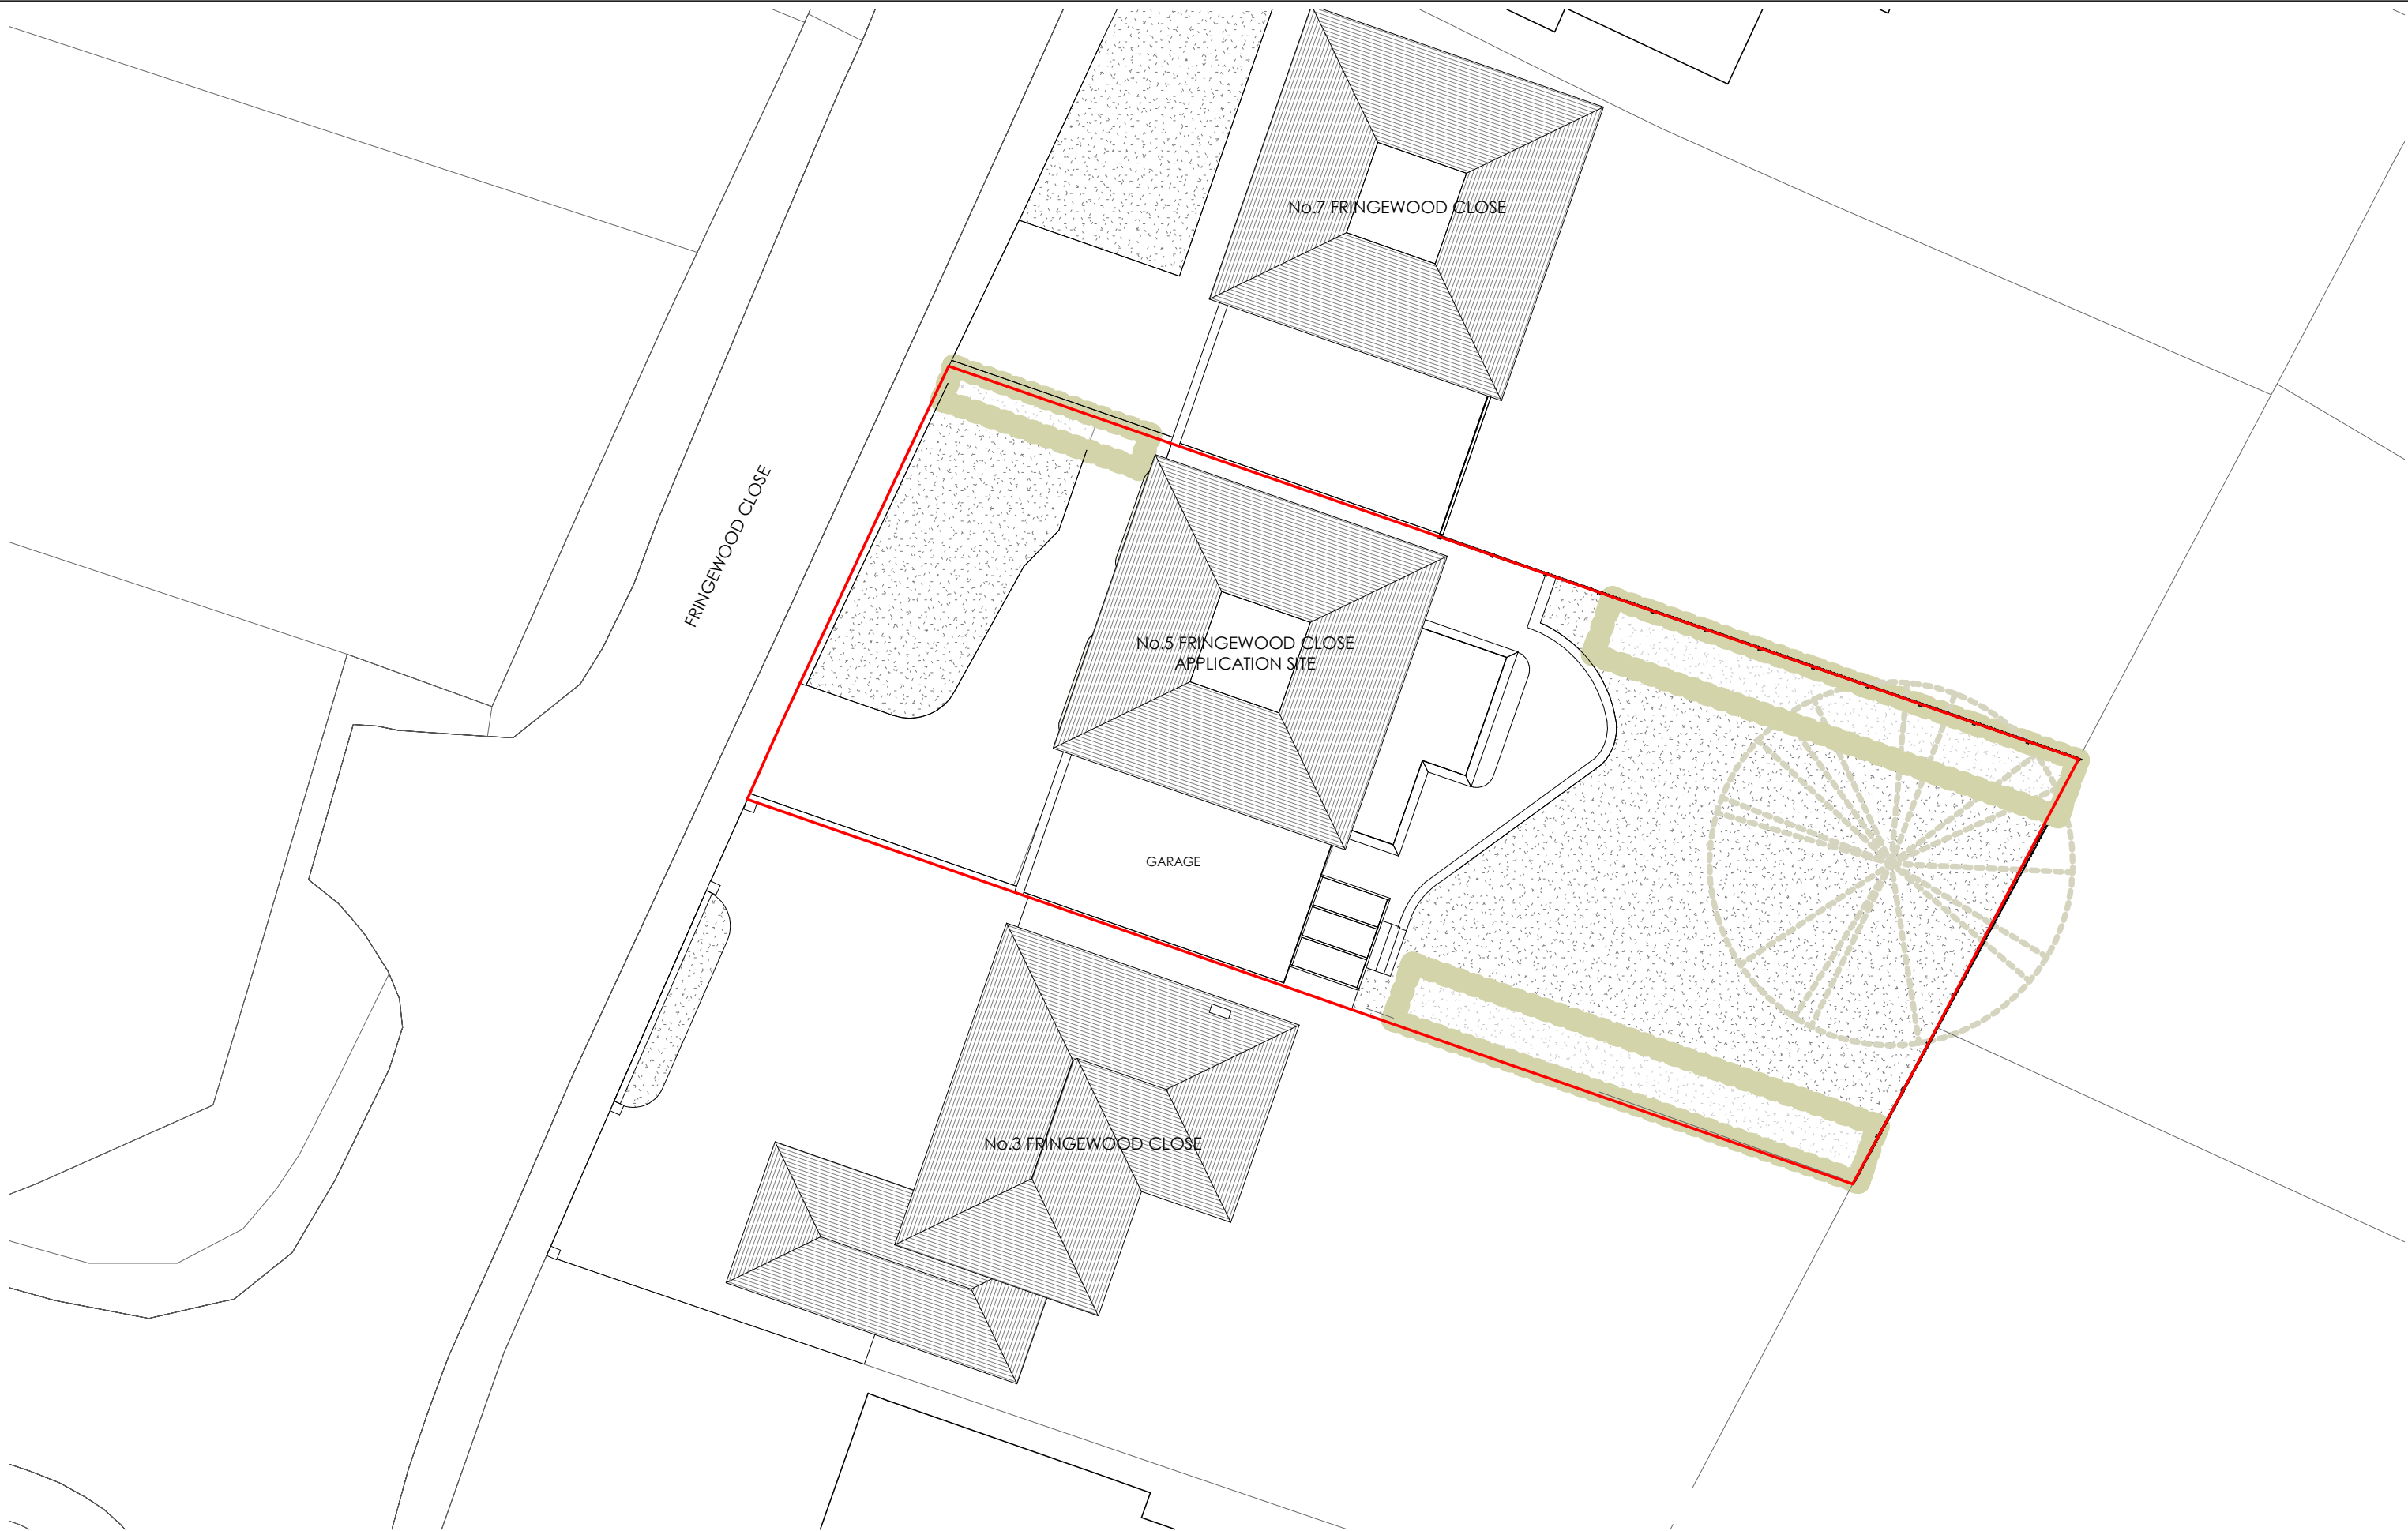 No.7 FRINGEWOOD CLOSE
FRINGEWOOD CLOSE
No.5 FRINGEWOOD CLOSE
APPLICATION SITE
GARAGE
No.3 FRINGEWOOD CLOSE